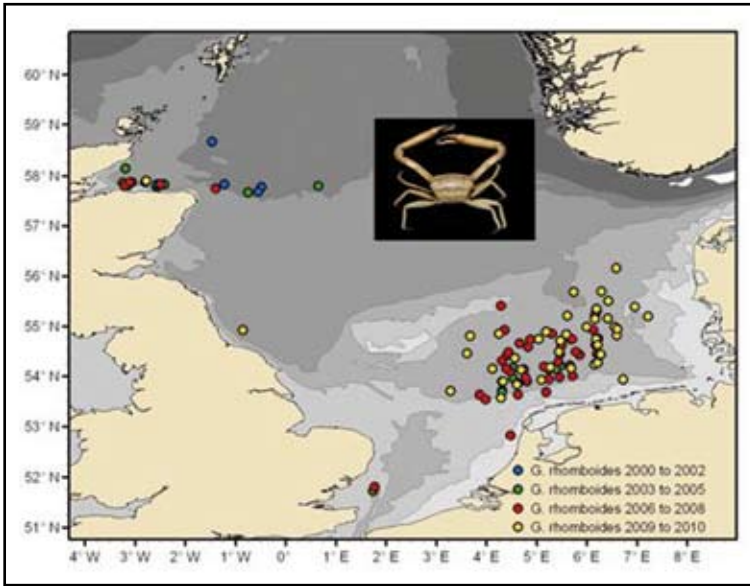 60° N
59° N
58° N
57° N
56° N
55° N
54° N
53° N
52° N
51° N
G. rhomboides 2000 to 2002
G. rhomboides 2003 to 2005
G. rhomboides 2006 to 2008
G. rhomboides 2009 to 2010
4° W 3° W 2° W 1° W 0° 1° E 2° E 3° E 4° E 5° E 6° E 7° E 8° E